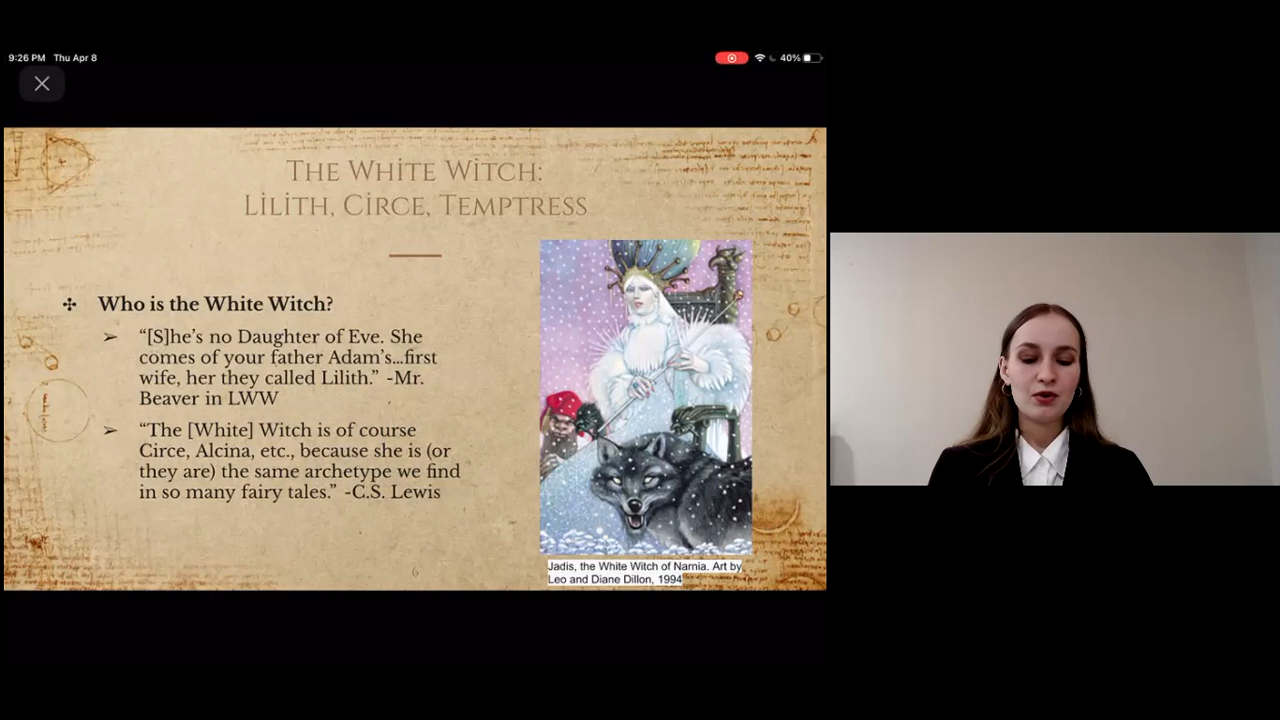 9:26 PM Thu Apr 8
40%
The White Witch:
Lilith, Circe, Temptress
Who is the White Witch?
“[S]he’s no Daughter of Eve. She
comes of your father Adam’s…first
wife, her they called Lilith.” -Mr.
Beaver in LWW
“The [White] Witch is of course
Circe, Alcina, etc., because she is (or
they are) the same archetype we find
in so many fairy tales.” -C.S. Lewis
Jadis, the White Witch of Narnia. Art by
Leo and Diane Dillon, 1994
6